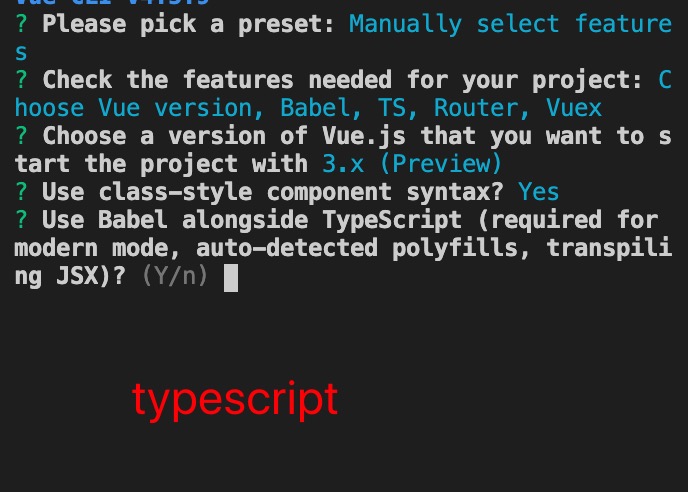 ? Please pick a preset: Manually select feature
s
? Check the features needed for your project: C
hoose Vue version, Babel, TS, Router, Vuex
? Choose a version of Vue.js that you want to s
tart the project with 3.x (Preview)
? Use class-style component syntax? Yes
? Use Babel alongside TypeScript (required for
modern mode, auto-detected polyfills, transpili
ng JSX)? (Y/n)
typescript